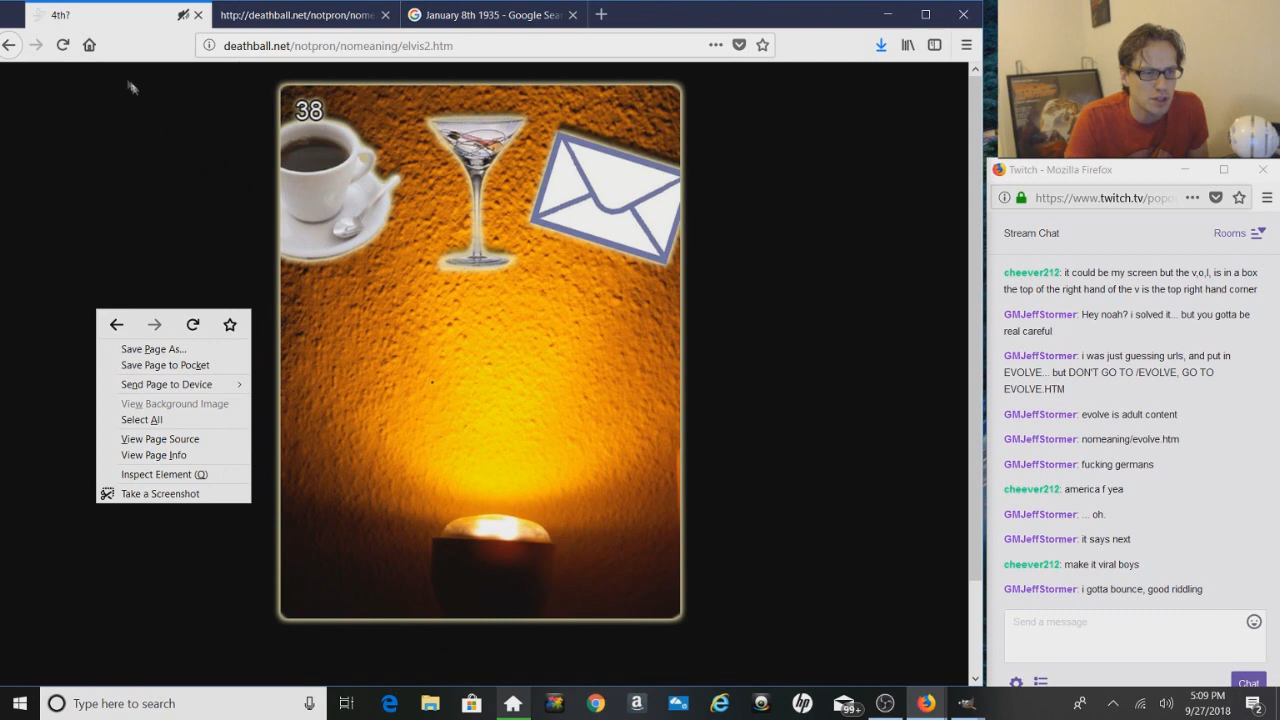 4th?
http://deathball.net/notpron/nome
January 8th 1935 - Google Sea
deathball.net/notpron/nomeaning/elvis2.htm
38
Save Page As...
Save Page to Pocket
Send Page to Device
View Background Image
Select All
View Page Source
View Page Info
Inspect Element (Q)
Take a Screenshot
Twitch - Mozilla Firefox
https://www.twitch.tv/popo
Stream Chat
Rooms
cheever212: it could be my screen but the v,o,l, is in a box
the top of the right hand of the v is the top right hand corner
GMJeffStormer: Hey noah? i solved it... but you gotta be
real careful
GMJeffStormer: i was just guessing urls, and put in
EVOLVE... but DON'T GO TO /EVOLVE, GO TO
EVOLVE.HTM
GMJeffStormer: evolve is adult content
GMJeffStormer: nomeaning/evolve.htm
GMJeffStormer: fucking germans
cheever212: america f yea
GMJeffStormer: ... oh.
GMJeffStormer: it says next
cheever212: make it viral boys
GMJeffStormer: i gotta bounce, good riddling
Send a message
Chat
Type here to search
99+
5:09 PM
9/27/2018
2